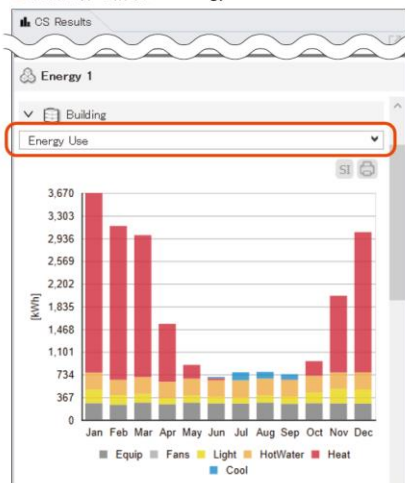 CS Results
Energy 1
Building
Energy Use
SI
3,670
3,303
2,936
2,569
2,202
1,835
1,468
1,101
734
367
0
[kWh]
Jan Feb Mar Apr May Jun Jul Aug Sep Oct Nov Dec
Equip Fans Light HotWater Heat
Cool